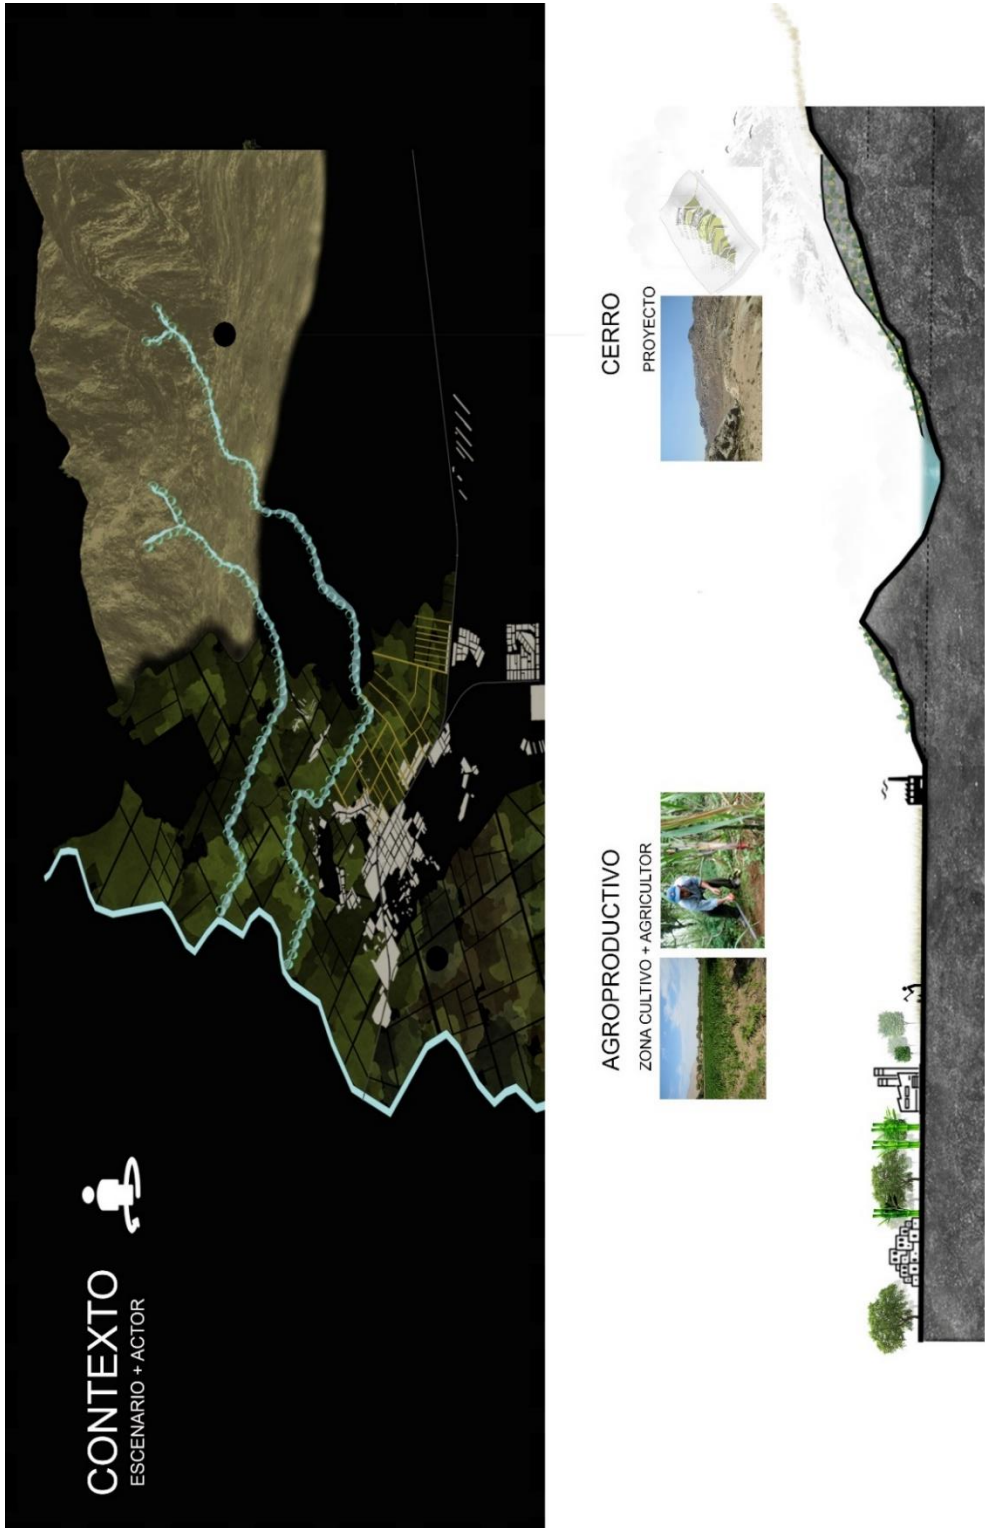 CONTEXTO
ESCENARIO + ACTOR
AGROPRODUCTIVO
ZONA CULTIVO + AGRICULTOR
CERRO
PROYECTO